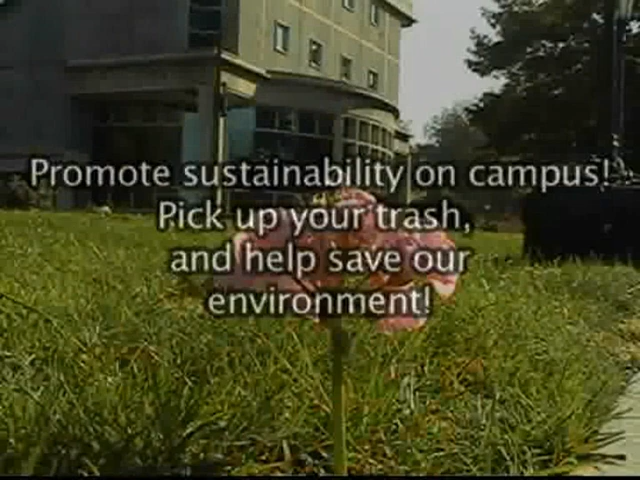 Promote sustainability on campus!
Pick up your trash,
and help save our
environment!